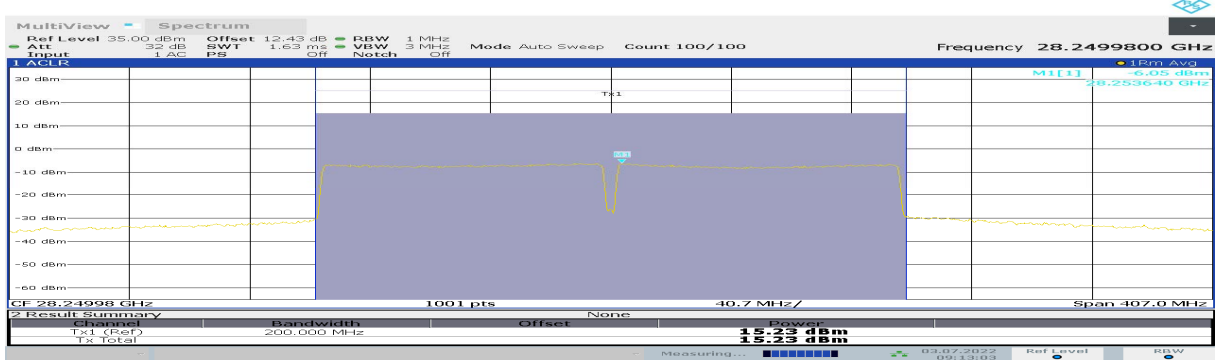 MultiView Spectrum
Ref Level 35.00 dBm Offset 12.43 dB RBW 1 MHz
Att 32 dB SWT 1.63 ms VBW 3 MHz Mode Auto Sweep Count 100/100 Frequency 28.2499800 GHz
Input 1 AC PS Off Notch Off
1 ACLR 1Rm Avg
M1[1] -6.05 dBm
28.253640 GHz
30 dBm
Tx1
20 dBm
10 dBm
0 dBm
M1
-10 dBm
-20 dBm
-30 dBm
-40 dBm
-50 dBm
-60 dBm
CF 28.24998 GHz 1001 pts 40.7 MHz/ Span 407.0 MHz
2 Result Summary None
Channel Bandwidth Offset Power
Tx1 (Ref) 200.000 MHz 15.23 dBm
Tx Total 15.23 dBm
Measuring... 03.07.2022 Ref Level RBW
09:13:03